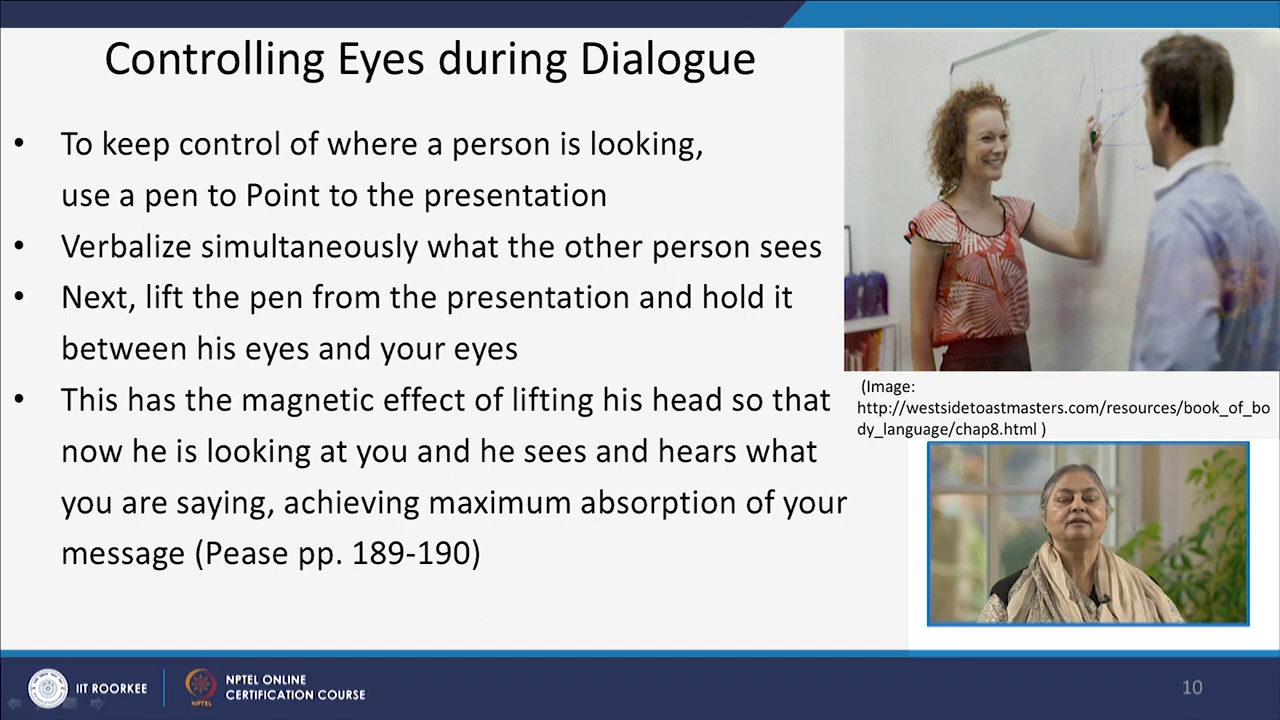 Controlling Eyes during Dialogue
• To keep control of where a person is looking,
use a pen to Point to the presentation
• Verbalize simultaneously what the other person sees
• Next, lift the pen from the presentation and hold it
between his eyes and your eyes
• This has the magnetic effect of lifting his head so that
now he is looking at you and he sees and hears what
you are saying, achieving maximum absorption of your
message (Pease pp. 189-190)
(Image:
http://westsidetoastmasters.com/resources/book_of_bo
dy_language/chap8.html )
IIT ROORKEE
NPTEL
NPTEL ONLINE
CERTIFICATION COURSE
10